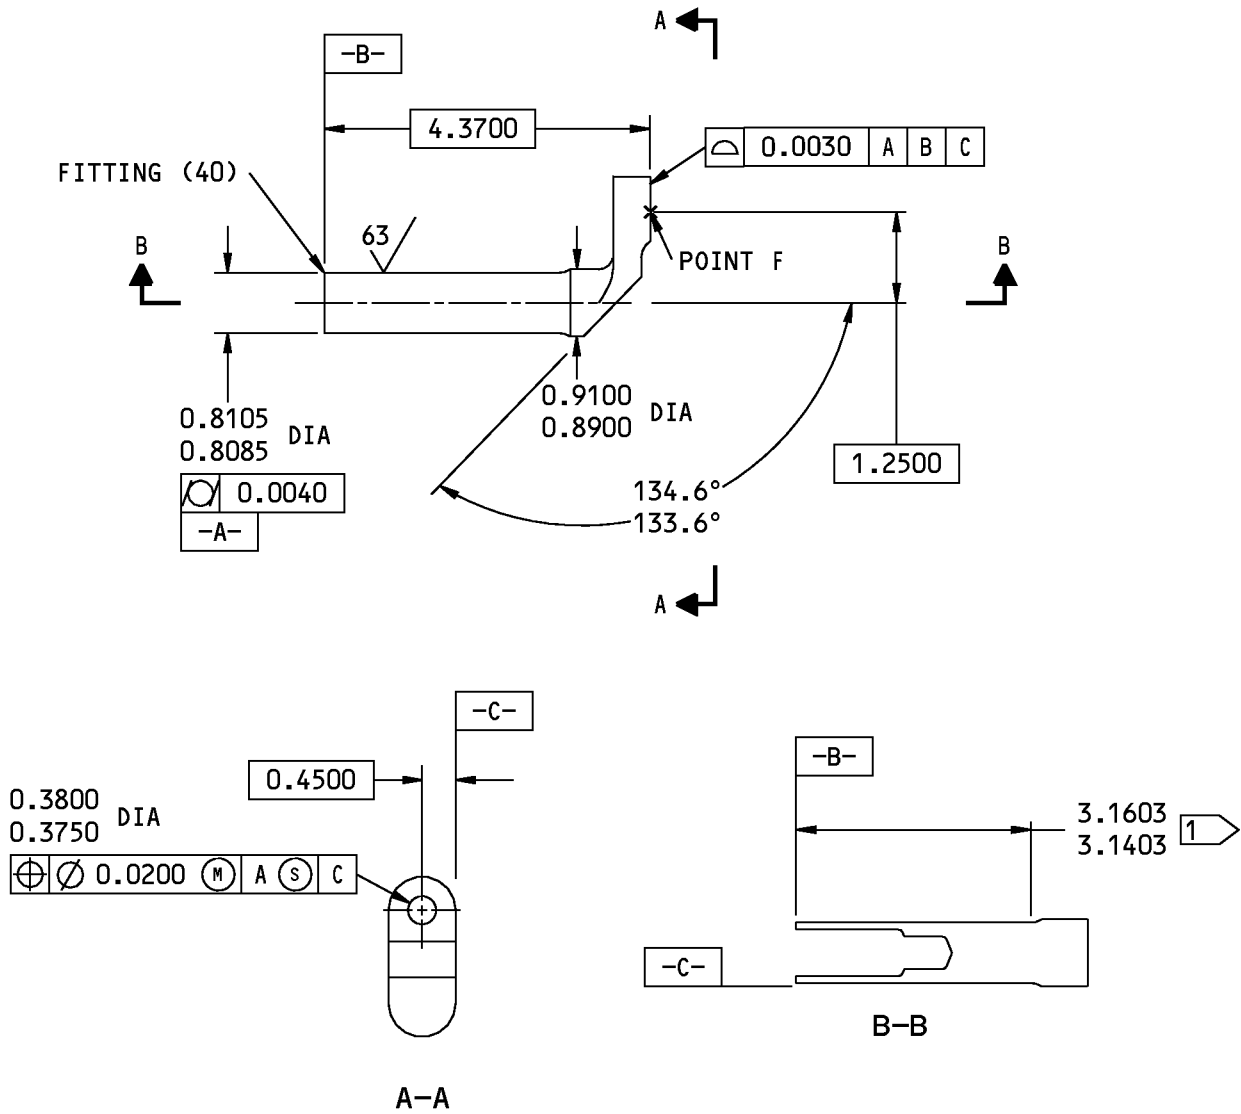 A
-B-
4.3700
0.0030 A B C
FITTING (40)
63
B
B
POINT F
0.9100
0.8900 DIA
0.8105
0.8085 DIA
0.0040
-A-
1.2500
134.6°
133.6°
A
-C-
0.4500
0.3800
0.3750 DIA
Ø 0.0200 Ⓜ A Ⓢ C
A-A
-B-
3.1603
3.1403
1
-C-
B-B